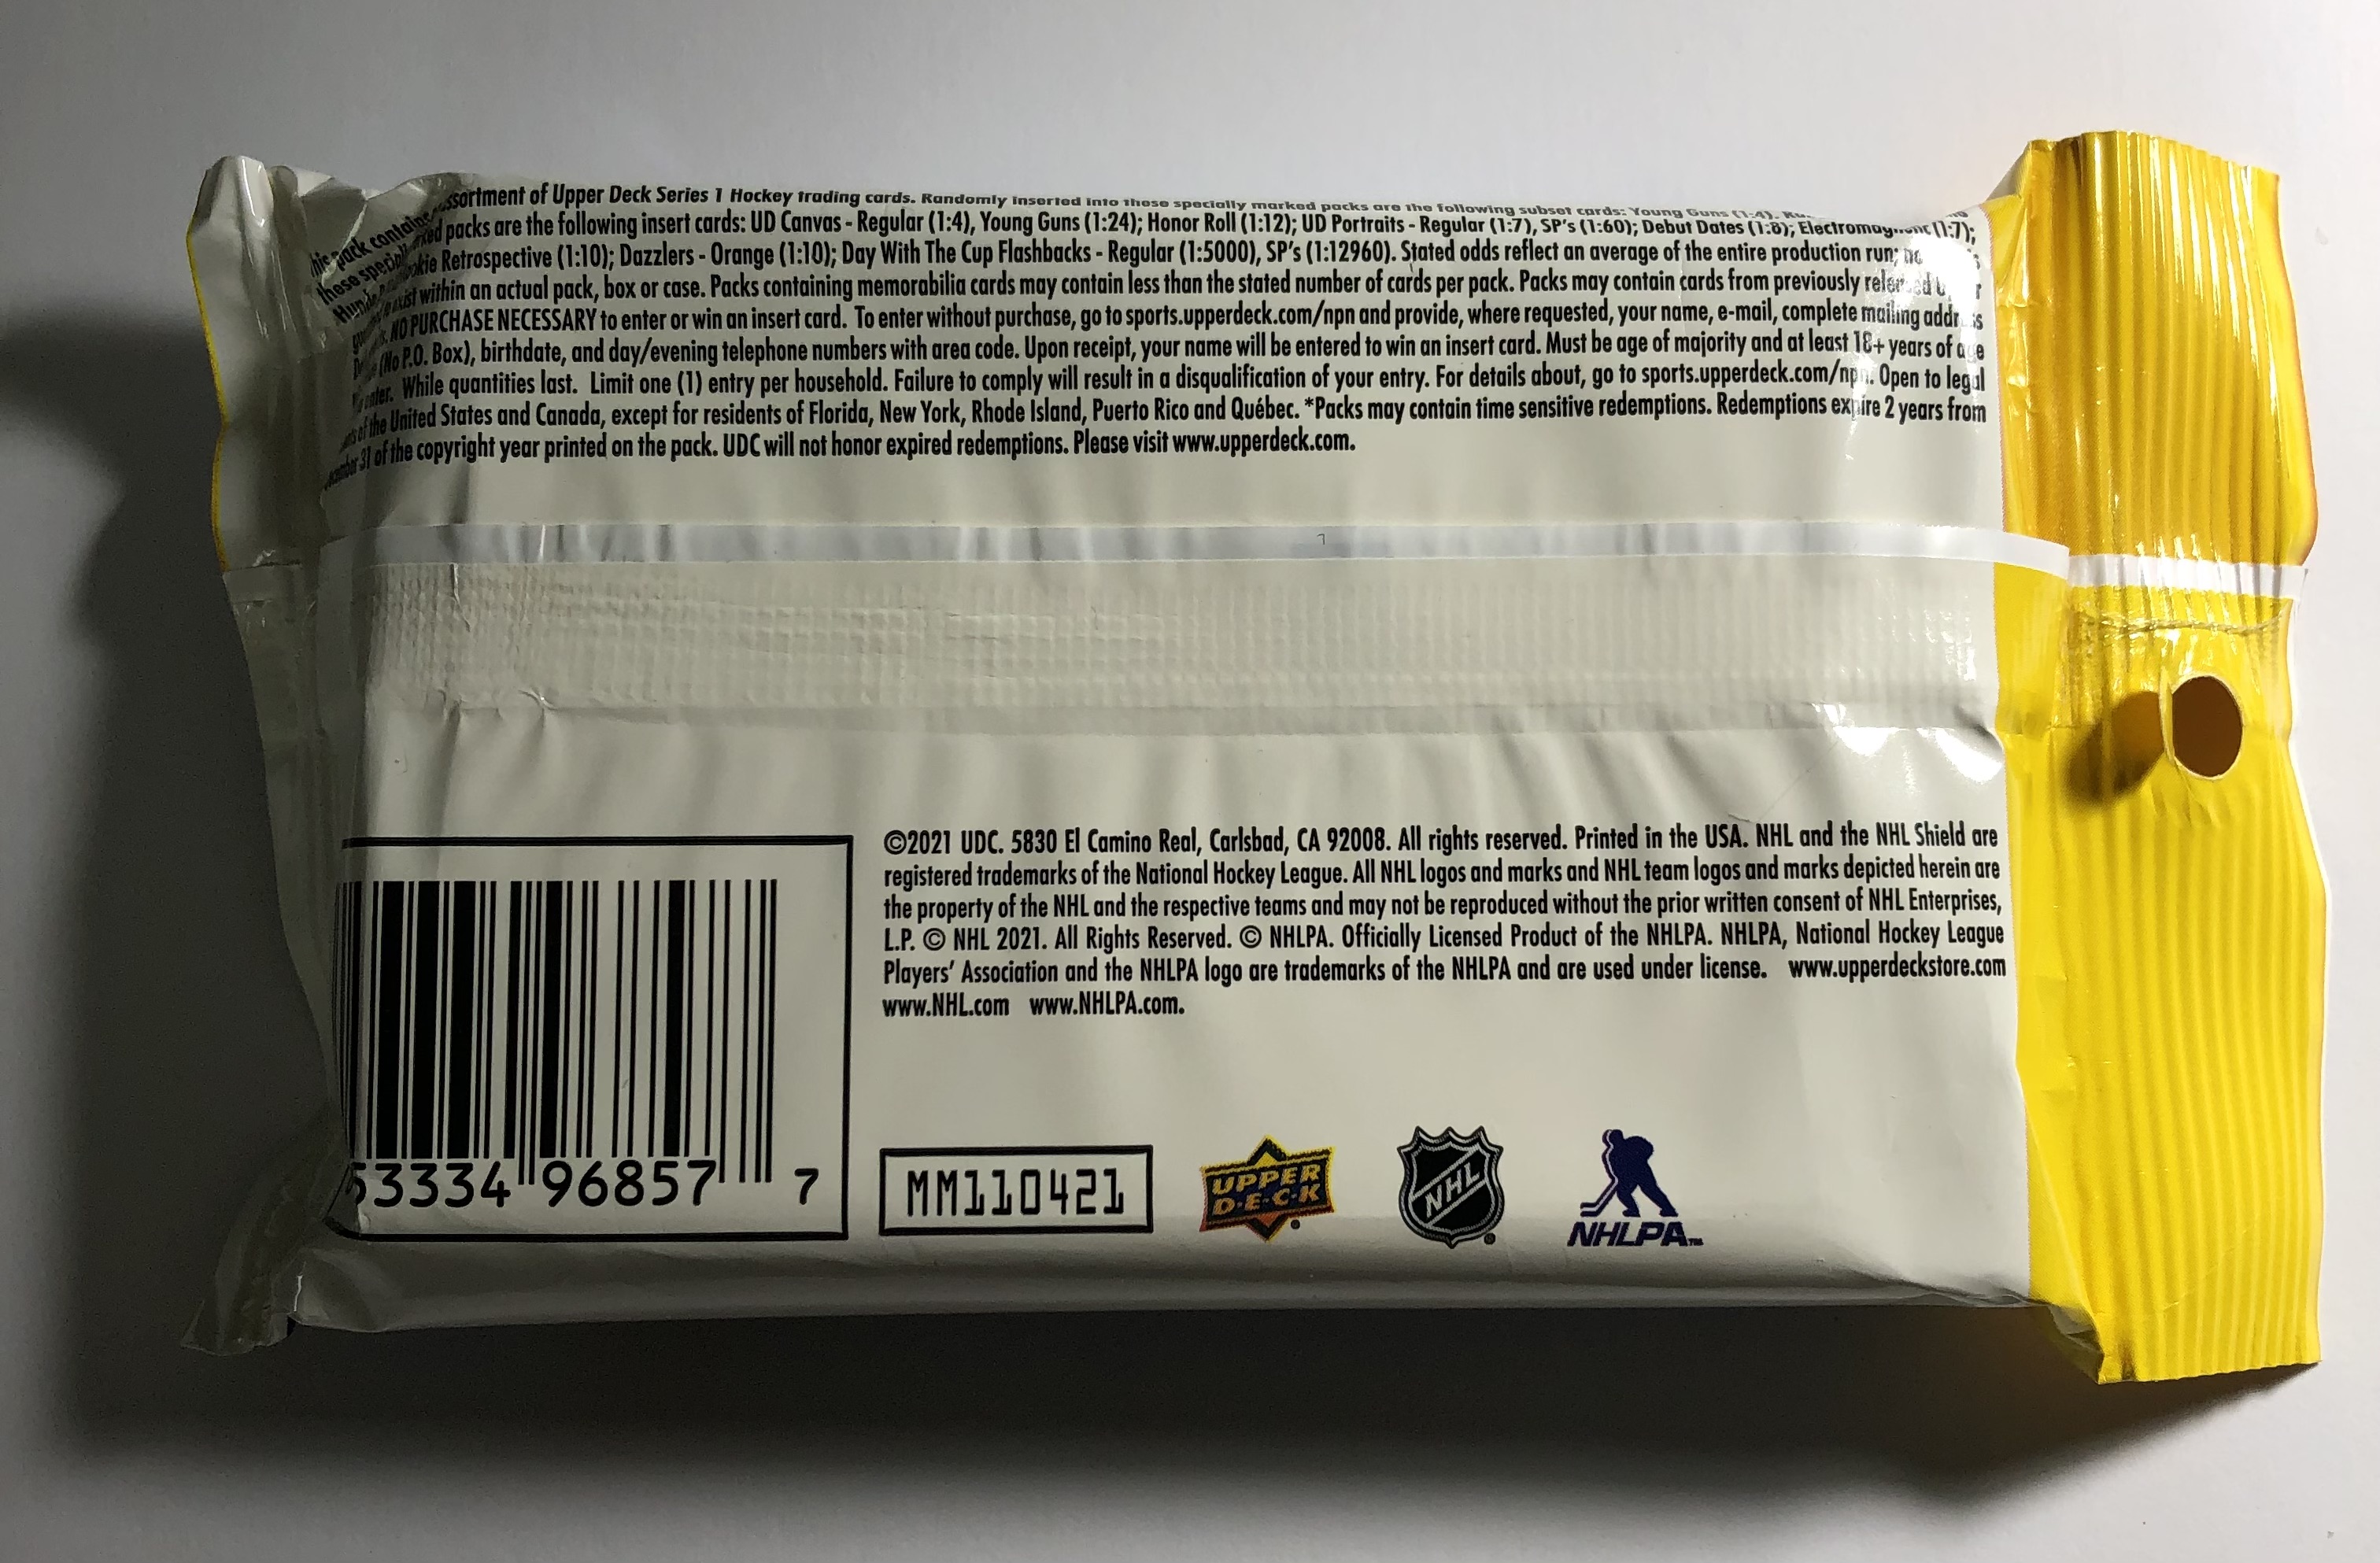 his pack contains ssortment of Upper Deck Series 1 Hockey trading cards. Randomly inserted into these specially marked packs are the following subset cards: Young Guns (1:4).
these packs are the following insert cards: UD Canvas - Regular (1:4), Young Guns (1:24); Honor Roll (1:12); UD Portraits - Regular (1:7), SP's (1:60); Debut Dates (1:8); (1:7);
Retrospective (1:10); Dazzlers - Orange (1:10); Day With The Cup Flashbacks - Regular (1:5000), SP's (1:12960). Stated odds reflect an average of the entire production run;
exist within an actual pack, box or case. Packs containing memorabilia cards may contain less than the stated number of cards per pack. Packs may contain cards from previously
NO PURCHASE NECESSARY to enter or win an insert card. To enter without purchase, go to sports.upperdeck.com/npn and provide, where requested, your name, e-mail, complete mailing
(No P.O. Box), birthdate, and day/evening telephone numbers with area code. Upon receipt, your name will be entered to win an insert card. Must be age of majority and at least 18+ years of
While quantities last. Limit one (1) entry per household. Failure to comply will result in a disqualification of your entry. For details about, go to sports.upperdeck.com/npn. Open to legal
of the United States and Canada, except for residents of Florida, New York, Rhode Island, Puerto Rico and Québec. *Packs may contain time sensitive redemptions. Redemptions expire 2 years from
31 of the copyright year printed on the pack. UDC will not honor expired redemptions. Please visit www.upperdeck.com.
©2021 UDC. 5830 El Camino Real, Carlsbad, CA 92008. All rights reserved. Printed in the USA. NHL and the NHL Shield are
registered trademarks of the National Hockey League. All NHL logos and marks and NHL team logos and marks depicted herein are
the property of the NHL and the respective teams and may not be reproduced without the prior written consent of NHL Enterprises,
L.P. © NHL 2021. All Rights Reserved. © NHLPA. Officially Licensed Product of the NHLPA. NHLPA, National Hockey League
Players' Association and the NHLPA logo are trademarks of the NHLPA and are used under license. www.upperdeckstore.com
www.NHL.com www.NHLPA.com.
53334 96857 7
MM110421
UPPER
D·E·C·K
NHL
NHLPA™